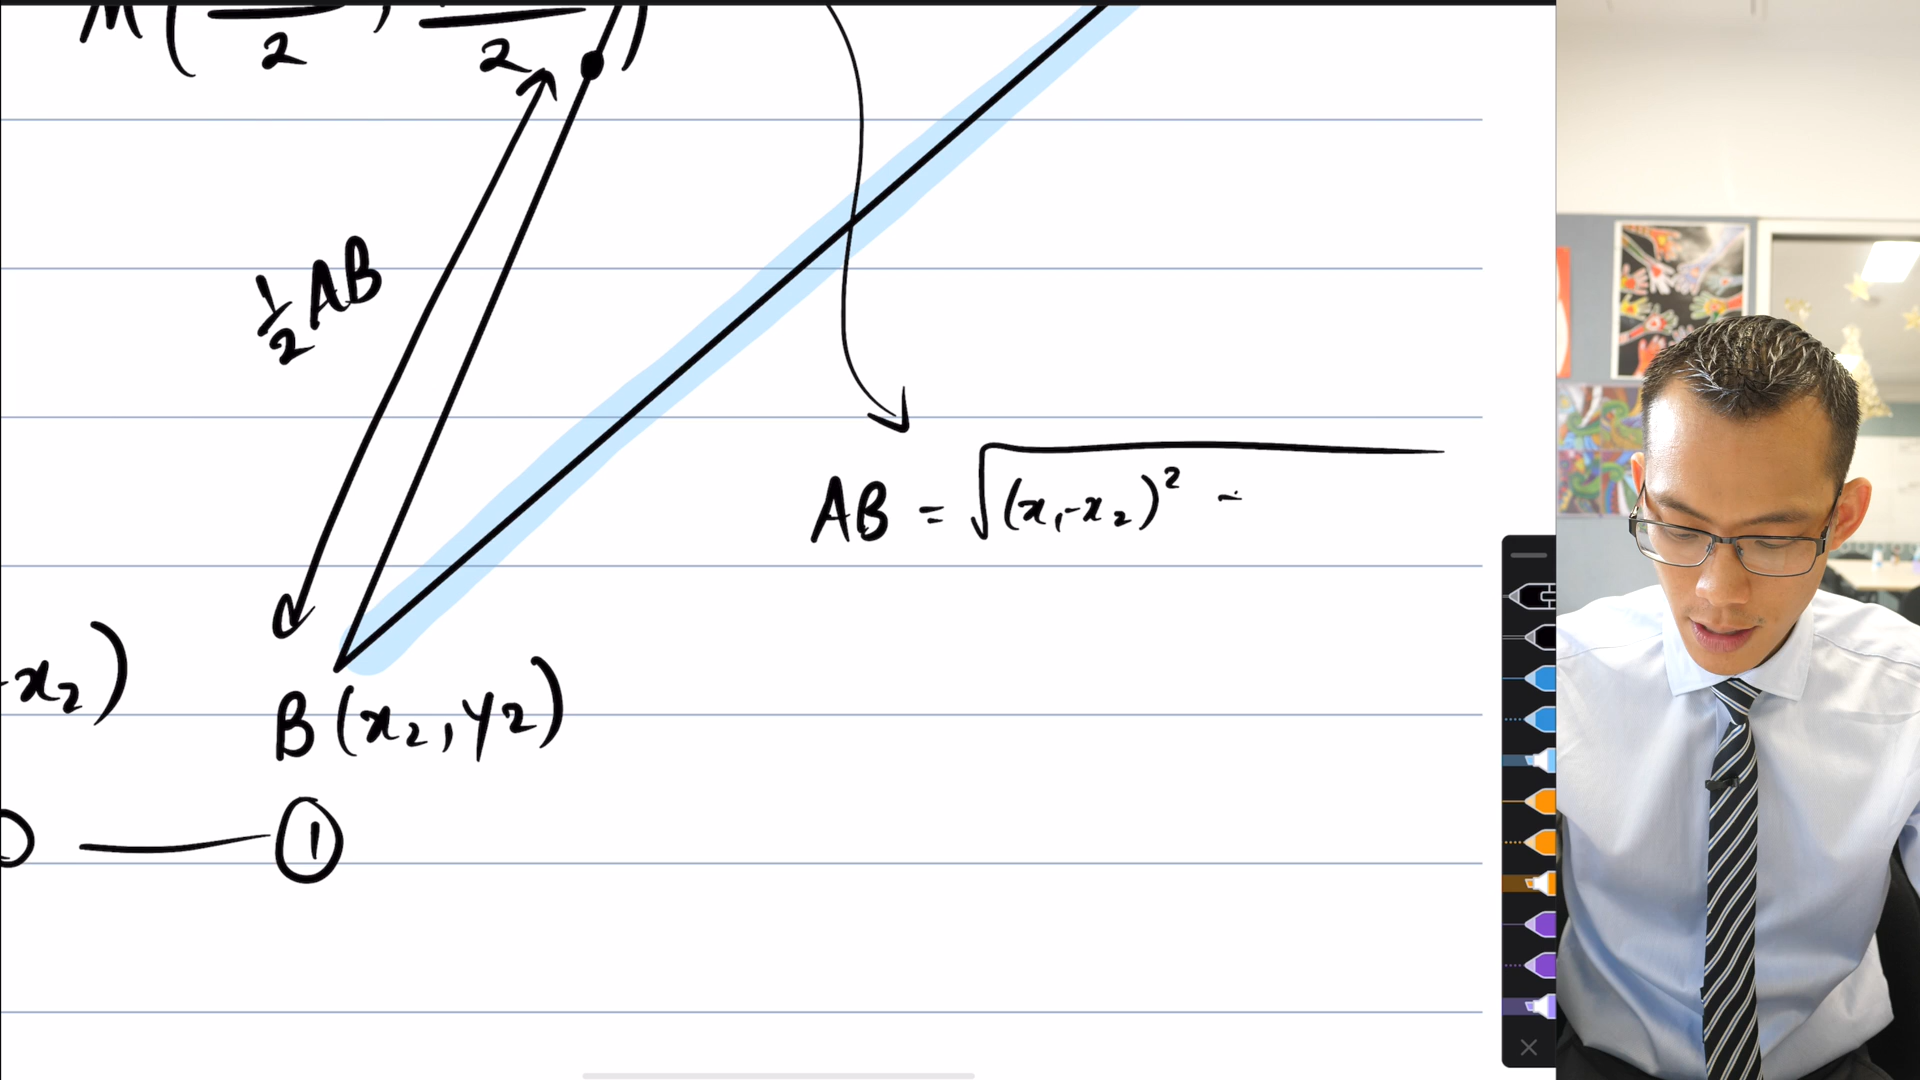 M( 2 , 2 )
½AB
AB = √(x₁-x₂)² -
-x₂)
B(x₂, y₂)
①